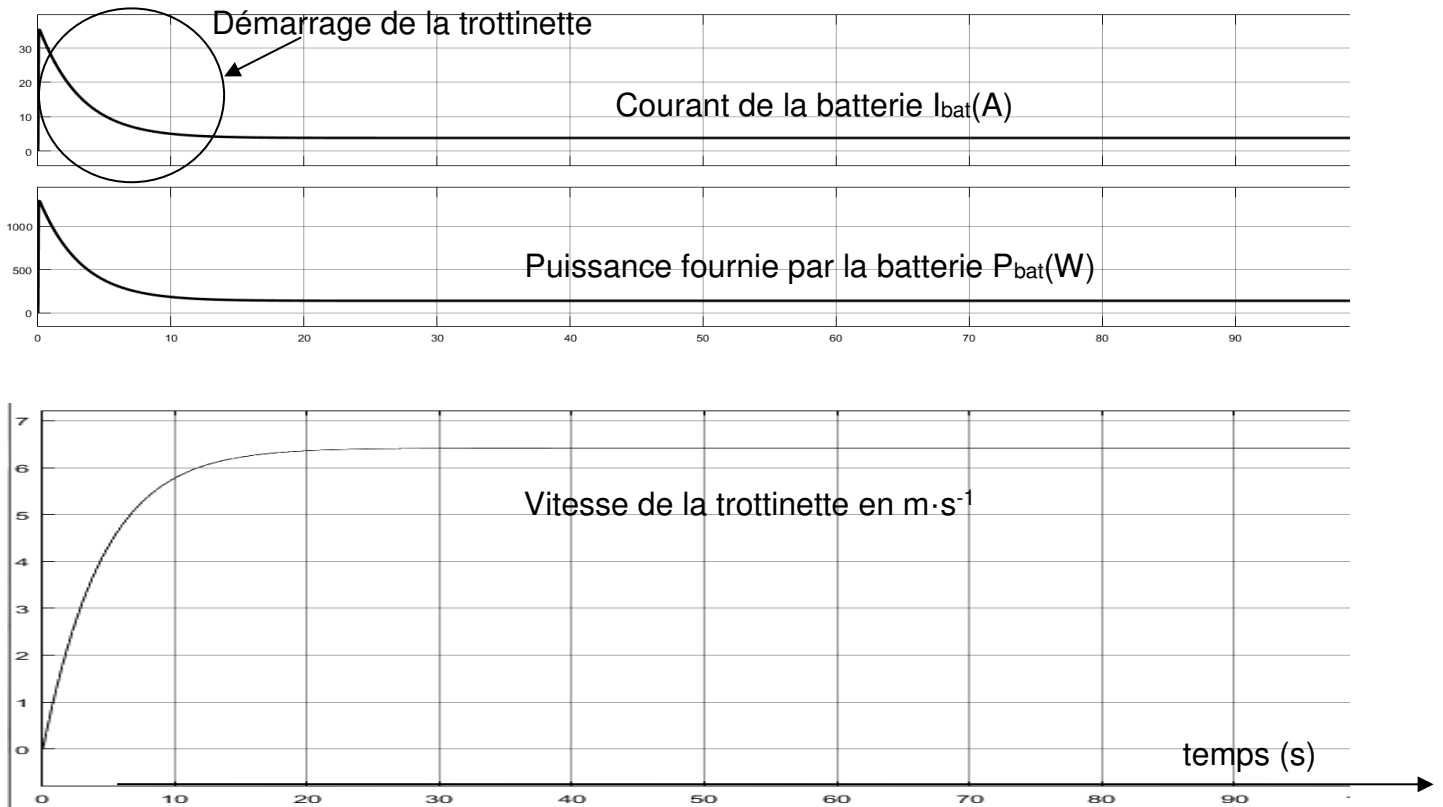 Démarrage de la trottinette
30
20
10
0
Courant de la batterie Ibat(A)
1000
500
0
Puissance fournie par la batterie Pbat(W)
0 10 20 30 40 50 60 70 80 90
7
6
5
4
3
2
1
0
Vitesse de la trottinette en m·s-1
temps (s)
0 10 20 30 40 50 60 70 80 90